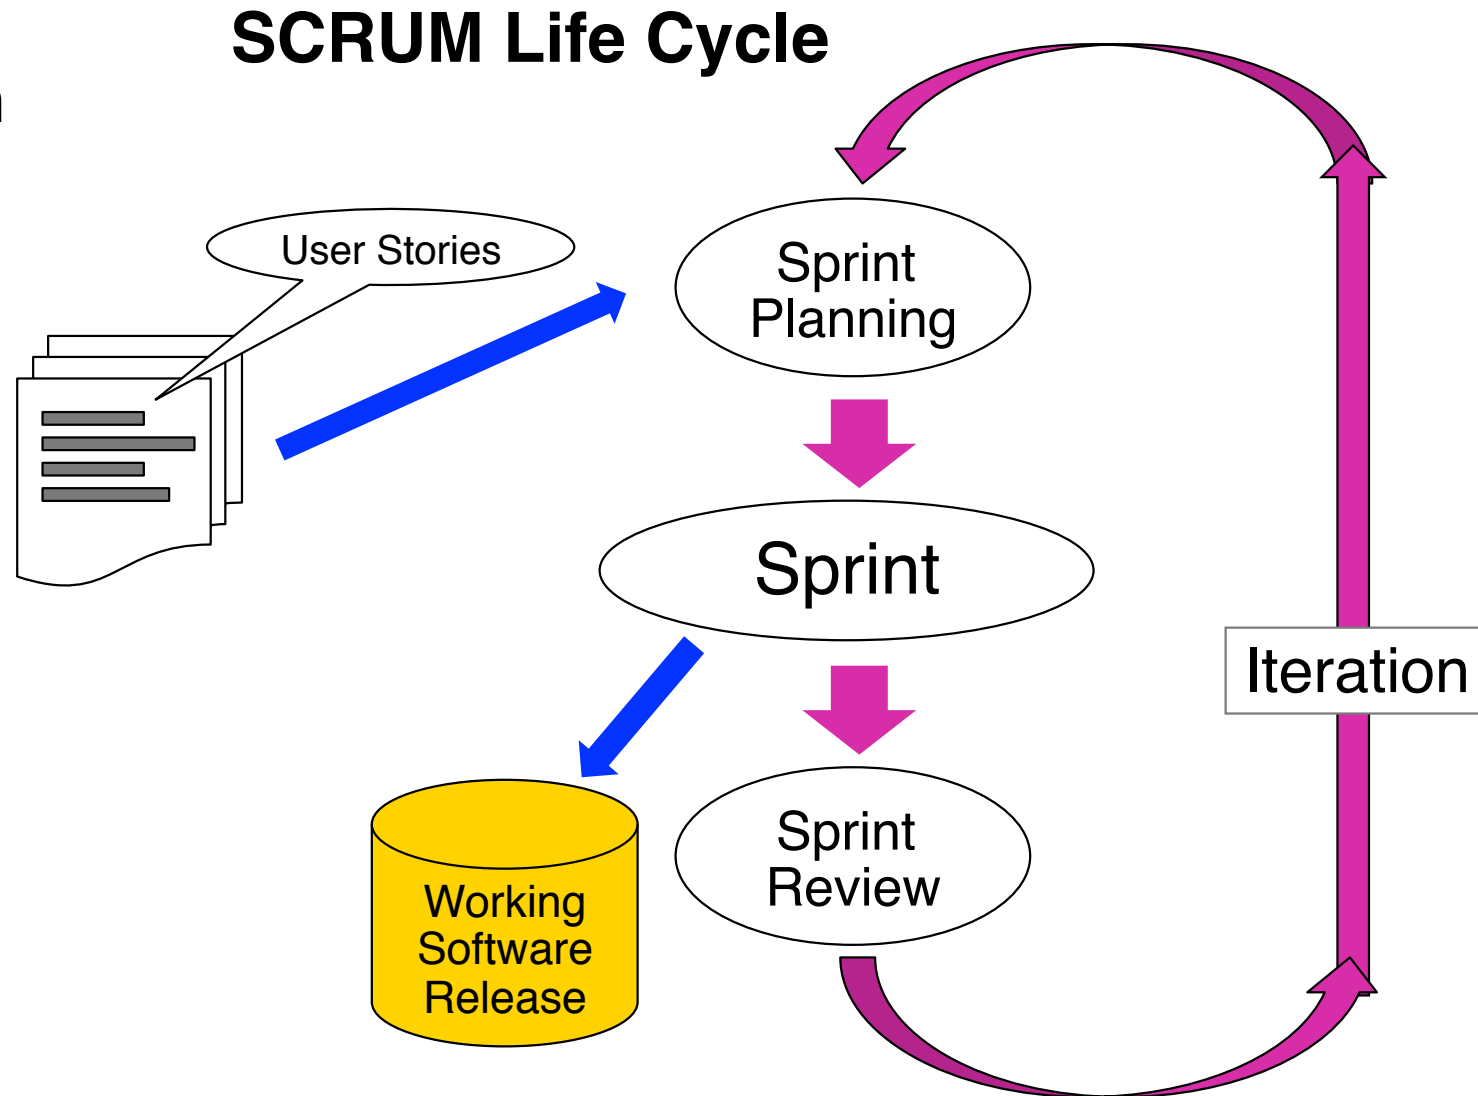 SCRUM Life Cycle
User Stories
Sprint
Planning
Sprint
Iteration
Sprint
Review
Working
Software
Release